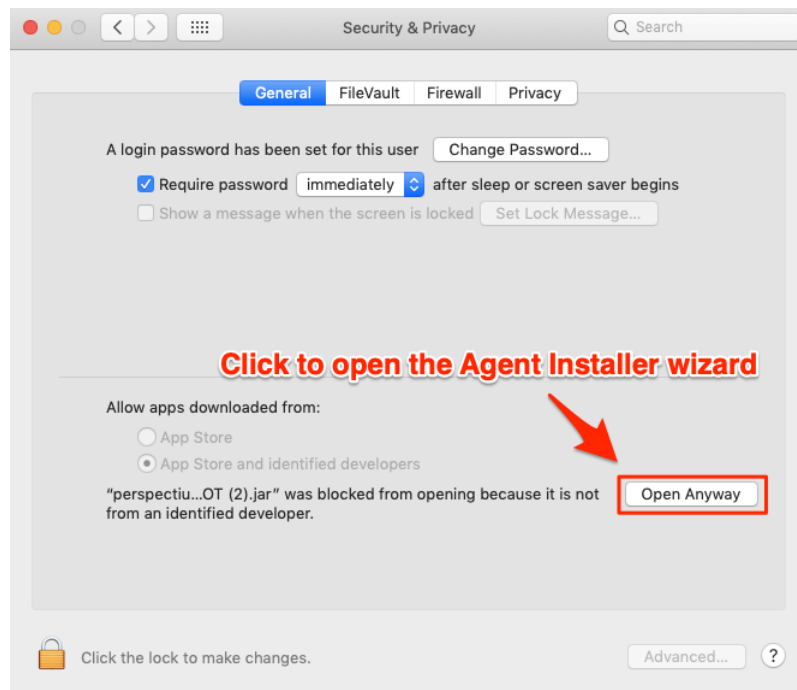 Security & Privacy
Search
General
FileVault
Firewall
Privacy
A login password has been set for this user
Change Password...
Require password
immediately
after sleep or screen saver begins
Show a message when the screen is locked
Set Lock Message...
Click to open the Agent Installer wizard
Allow apps downloaded from:
App Store
App Store and identified developers
“perspectiu...OT (2).jar” was blocked from opening because it is not
Open Anyway
from an identified developer.
Click the lock to make changes.
Advanced...
?